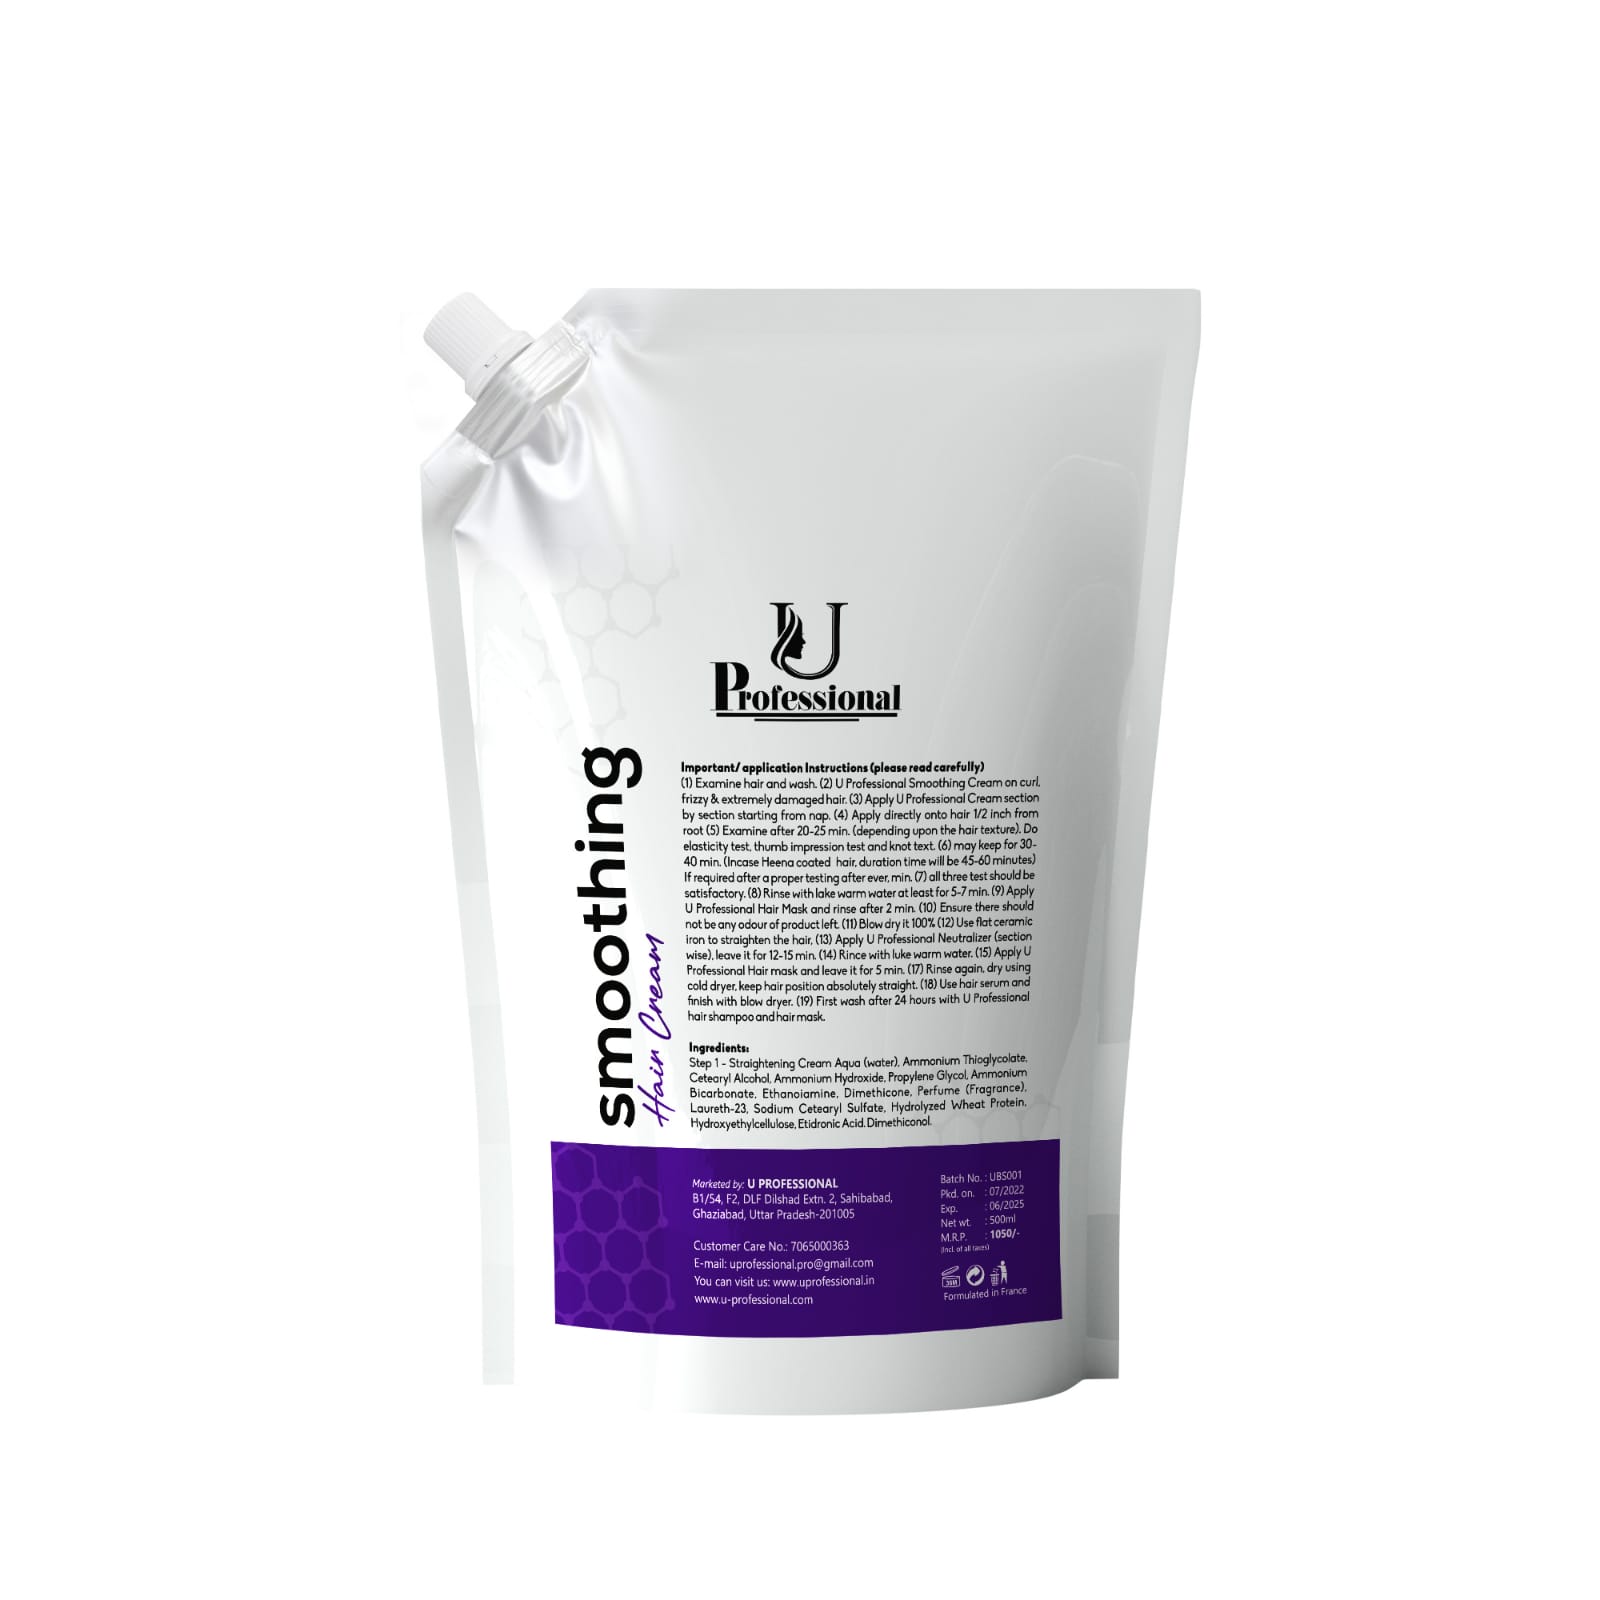 U
Professional
smoothing
Hair Cream
Important/ application Instructions (please read carefully)
(1) Examine hair and wash. (2) U Professional Smoothing Cream on curl,
frizzy & extremely damaged hair. (3) Apply U Professional Cream section
by section starting from nap. (4) Apply directly onto hair 1/2 inch from
root (5) Examine after 20-25 min. (depending upon the hair texture). Do
elasticity test, thumb impression test and knot text. (6) may keep for 30-
40 min. (Incase Heena coated hair, duration time will be 45-60 minutes)
If required after a proper testing after ever, min. (7) all three test should be
satisfactory. (8) Rinse with lake warm water at least for 5-7 min. (9) Apply
U Professional Hair Mask and rinse after 2 min. (10) Ensure there should
not be any odour of product left. (11) Blow dry it 100% (12) Use flat ceramic
iron to straighten the hair, (13) Apply U Professional Neutralizer (section
wise), leave it for 12-15 min. (14) Rince with luke warm water. (15) Apply U
Professional Hair mask and leave it for 5 min. (17) Rinse again, dry using
cold dryer, keep hair position absolutely straight. (18) Use hair serum and
finish with blow dryer. (19) First wash after 24 hours with U Professional
hair shampoo and hair mask.
Ingredients:
Step 1 - Straightening Cream Aqua (water), Ammonium Thioglycolate,
Cetearyl Alcohol, Ammonium Hydroxide, Propylene Glycol, Ammonium
Bicarbonate, Ethanoiamine, Dimethicone, Perfume (Fragrance),
Laureth-23, Sodium Cetearyl Sulfate, Hydrolyzed Wheat Protein,
Hydroxyethylcellulose, Etidronic Acid. Dimethiconol.
Marketed by: U PROFESSIONAL
B1/54, F2, DLF Dilshad Extn. 2, Sahibabad,
Ghaziabad, Uttar Pradesh-201005
Customer Care No.: 7065000363
E-mail: uprofessional.pro@gmail.com
You can visit us: www.uprofessional.in
www.u-professional.com
Batch No. : UBS001
Pkd. on. : 07/2022
Exp. : 06/2025
Net wt. : 500ml
M.R.P. : 1050/-
(Incl. of all taxes)
36M
Formulated in France